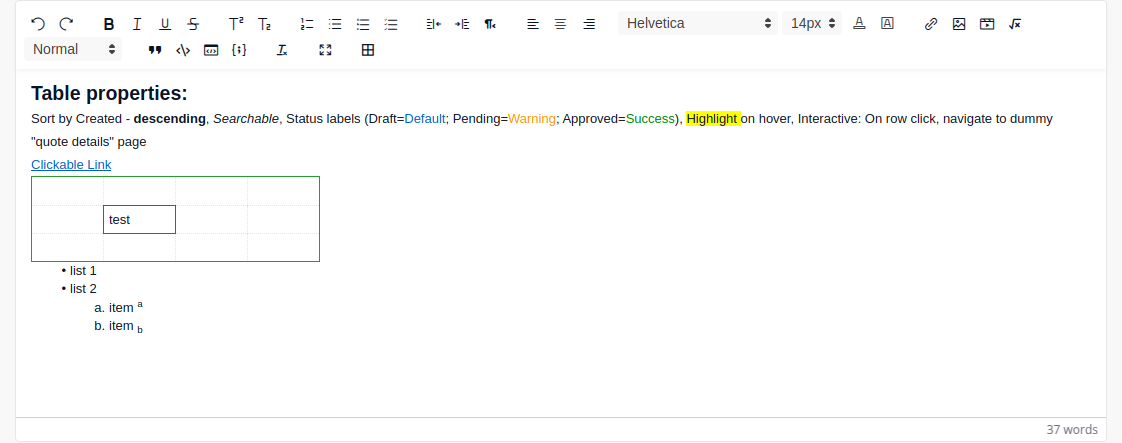 Helvetica
14px
Normal
Table properties:
Sort by Created - descending, Searchable, Status labels (Draft=Default; Pending=Warning; Approved=Success), Highlight on hover, Interactive: On row click, navigate to dummy
"quote details" page
Clickable Link
test
• list 1
• list 2
a. item a
b. item b
37 words